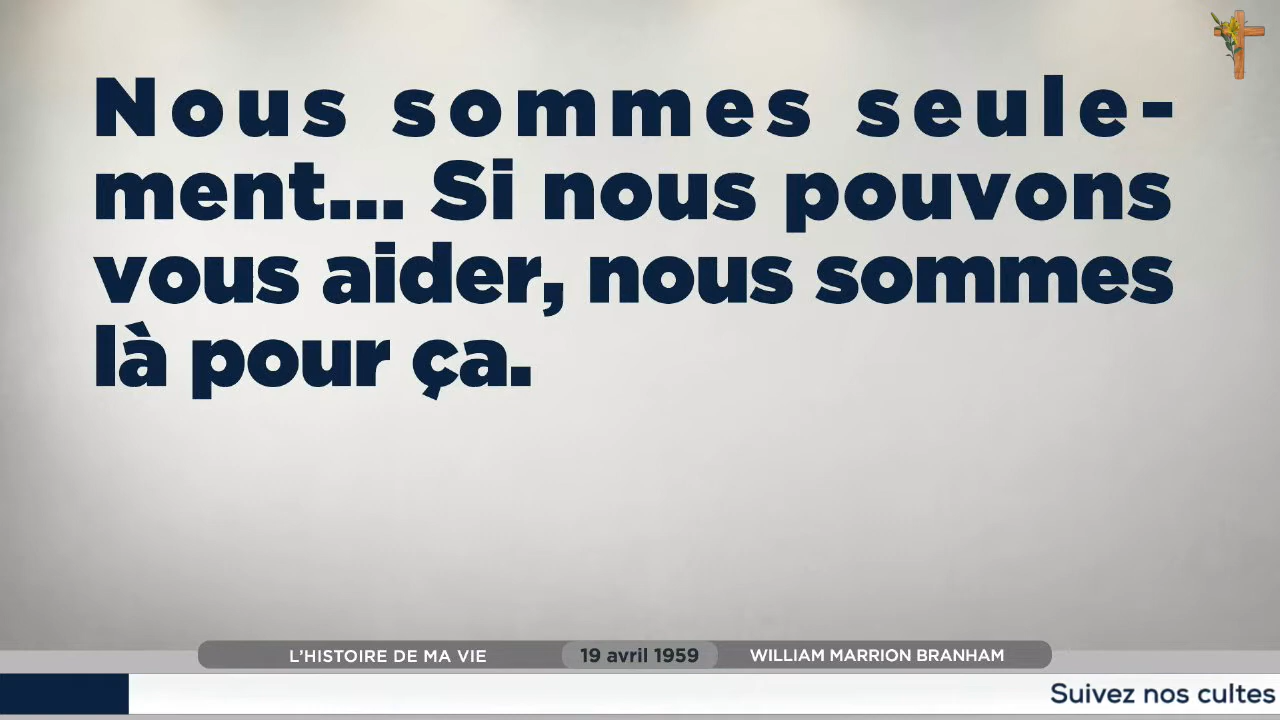 Nous sommes seule-
ment... Si nous pouvons
vous aider, nous sommes
là pour ça.
L'HISTOIRE DE MA VIE 19 avril 1959 WILLIAM MARRION BRANHAM
Suivez nos cultes